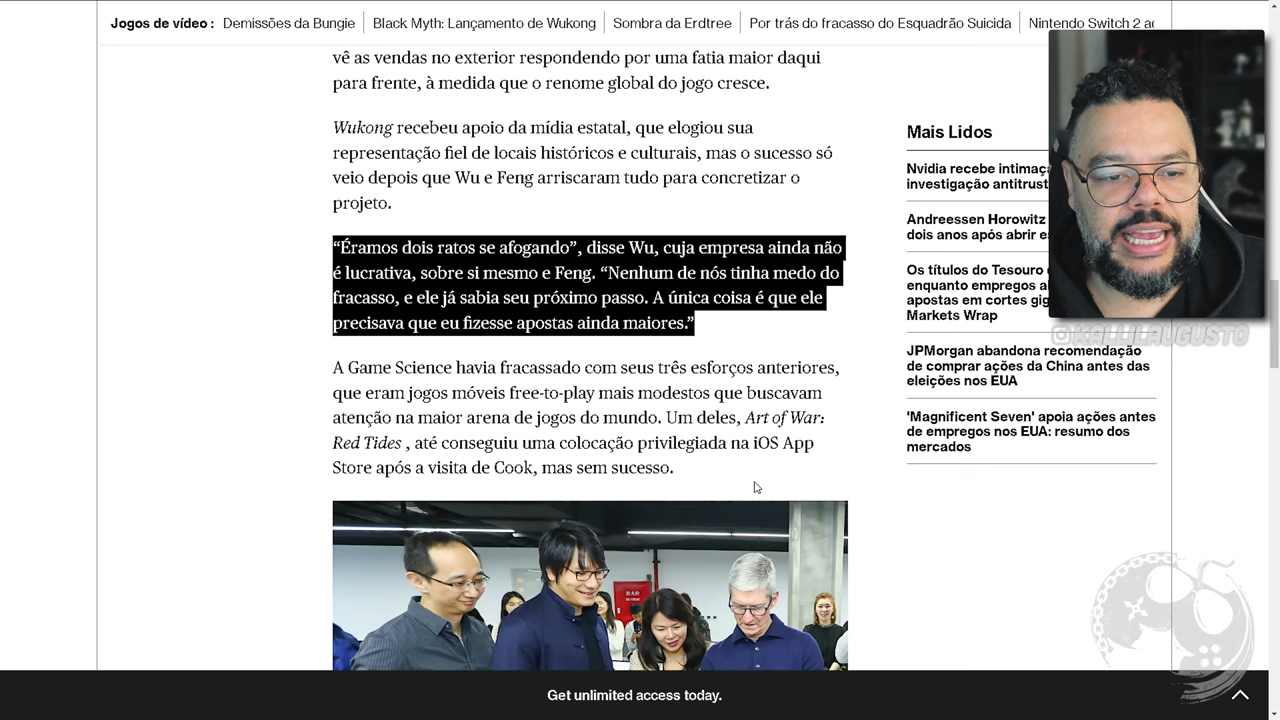 Jogos de vídeo : Demissões da Bungie Black Myth: Lançamento de Wukong Sombra da Erdtree Por trás do fracasso do Esquadrão Suicida Nintendo Switch 2
vê as vendas no exterior respondendo por uma fatia maior daqui
para frente, à medida que o renome global do jogo cresce.
Wukong recebeu apoio da mídia estatal, que elogiou sua
representação fiel de locais históricos e culturais, mas o sucesso só
veio depois que Wu e Feng arriscaram tudo para concretizar o
projeto.
“Éramos dois ratos se afogando”, disse Wu, cuja empresa ainda não
é lucrativa, sobre si mesmo e Feng. “Nenhum de nós tinha medo do
fracasso, e ele já sabia seu próximo passo. A única coisa é que ele
precisava que eu fizesse apostas ainda maiores.”
A Game Science havia fracassado com seus três esforços anteriores,
que eram jogos móveis free-to-play mais modestos que buscavam
atenção na maior arena de jogos do mundo. Um deles, Art of War:
Red Tides , até conseguiu uma colocação privilegiada na iOS App
Store após a visita de Cook, mas sem sucesso.
Mais Lidos
Nvidia recebe
investigação
Andreessen Horowitz
dois anos após abrir
Os títulos do Tesouro
enquanto empregos
apostas em cortes
Markets Wrap
@KALLILAUGUSTO
JPMorgan abandona recomendação
de comprar ações da China antes das
eleições nos EUA
'Magnificent Seven' apoia ações antes
de empregos nos EUA: resumo dos
mercados
Get unlimited access today.